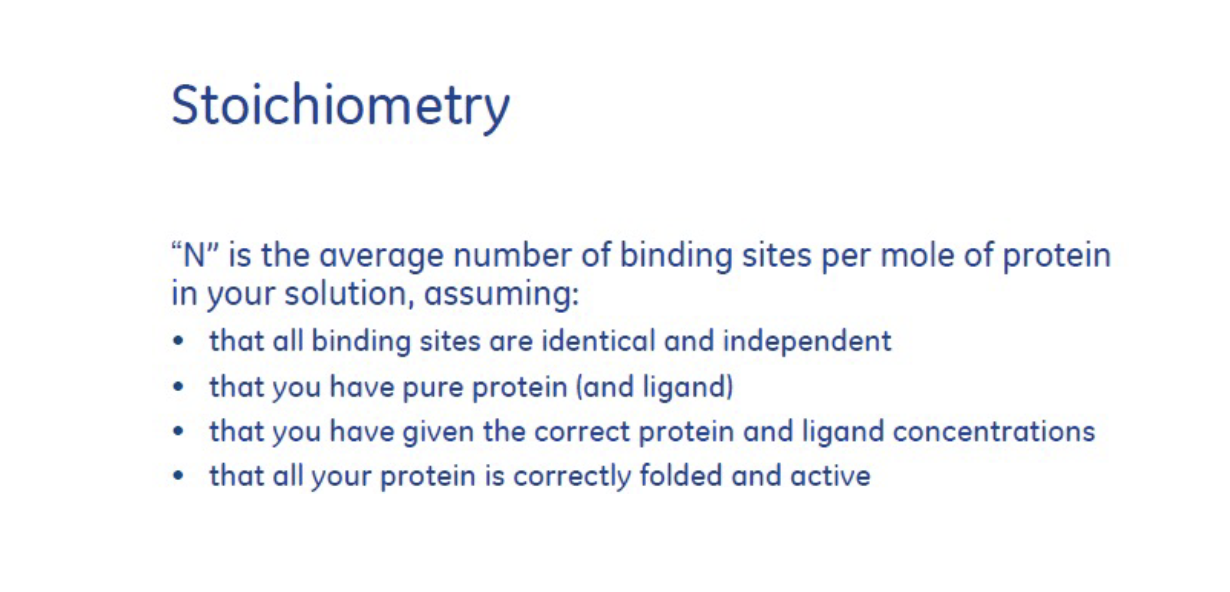 Stoichiometry
“N” is the average number of binding sites per mole of protein
in your solution, assuming:
• that all binding sites are identical and independent
• that you have pure protein (and ligand)
• that you have given the correct protein and ligand concentrations
• that all your protein is correctly folded and active